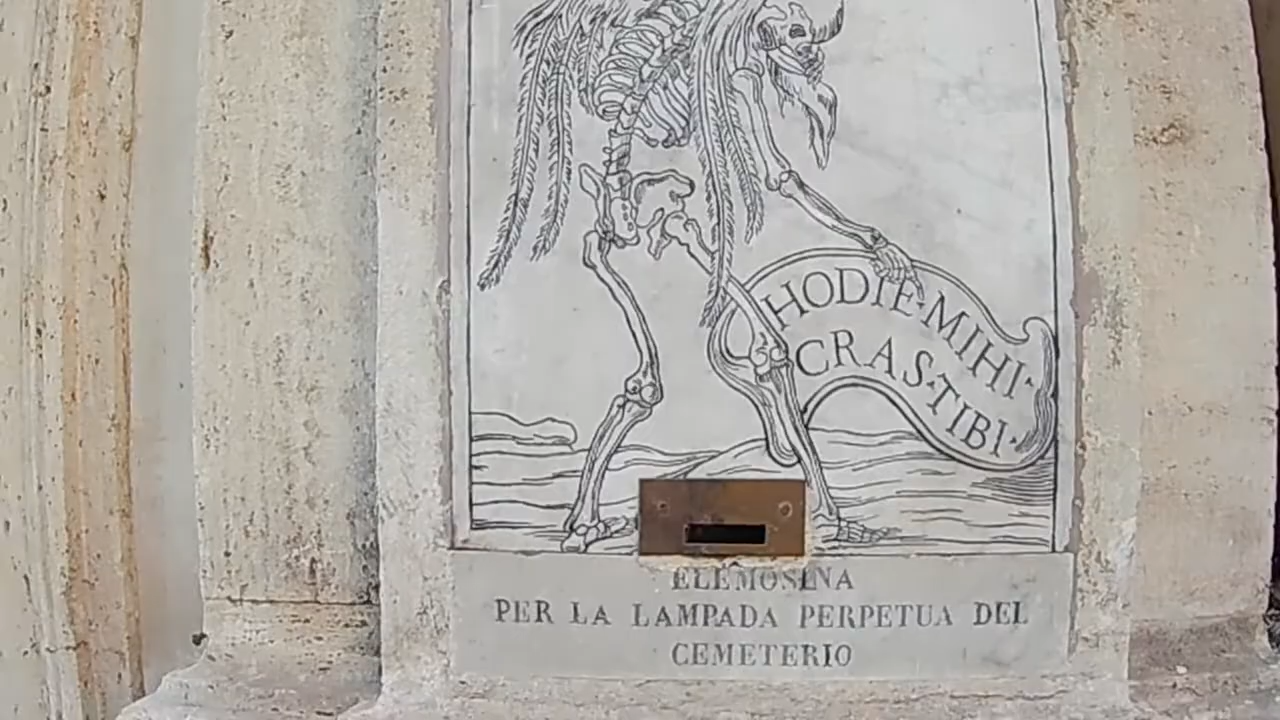 HODIE·MIHI·
CRAS·TIBI·
ELEMOSINA
PER LA LAMPADA PERPETUA DEL
CEMETERIO